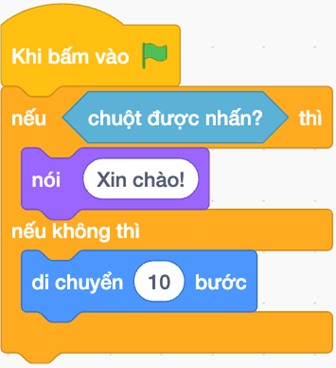 Khi bấm vào
nếu chuột được nhấn? thì
nói Xin chào!
nếu không thì
di chuyển 10 bước